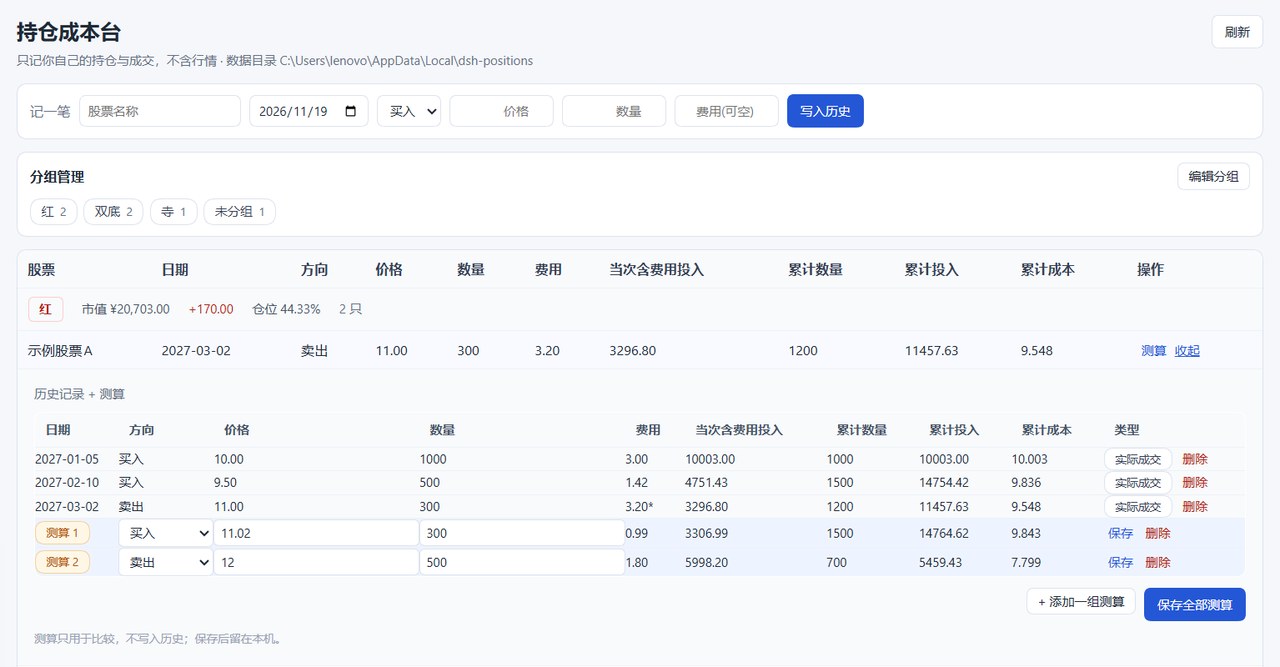 持仓成本台
刷新
只记你自己的持仓与成交，不含行情 · 数据目录 C:\Users\lenovo\AppData\Local\dsh-positions
记一笔 股票名称 2026/11/19 买入 价格 数量 费用(可空) 写入历史
分组管理 编辑分组
红 2 双底 2 寺 1 未分组 1
股票 日期 方向 价格 数量 费用 当次含费用投入 累计数量 累计投入 累计成本 操作
红 市值 ¥20,703.00 +170.00 仓位 44.33% 2 只
示例股票A 2027-03-02 卖出 11.00 300 3.20 3296.80 1200 11457.63 9.548 测算 收起
历史记录 + 测算
日期 方向 价格 数量 费用 当次含费用投入 累计数量 累计投入 累计成本 类型
2027-01-05 买入 10.00 1000 3.00 10003.00 1000 10003.00 10.003 实际成交 删除
2027-02-10 买入 9.50 500 1.42 4751.43 1500 14754.42 9.836 实际成交 删除
2027-03-02 卖出 11.00 300 3.20* 3296.80 1200 11457.63 9.548 实际成交 删除
测算 1 买入 11.02 300 0.99 3306.99 1500 14764.62 9.843 保存 删除
测算 2 卖出 12 500 1.80 5998.20 700 5459.43 7.799 保存 删除
+ 添加一组测算 保存全部测算
测算只用于比较，不写入历史；保存后留在本机。